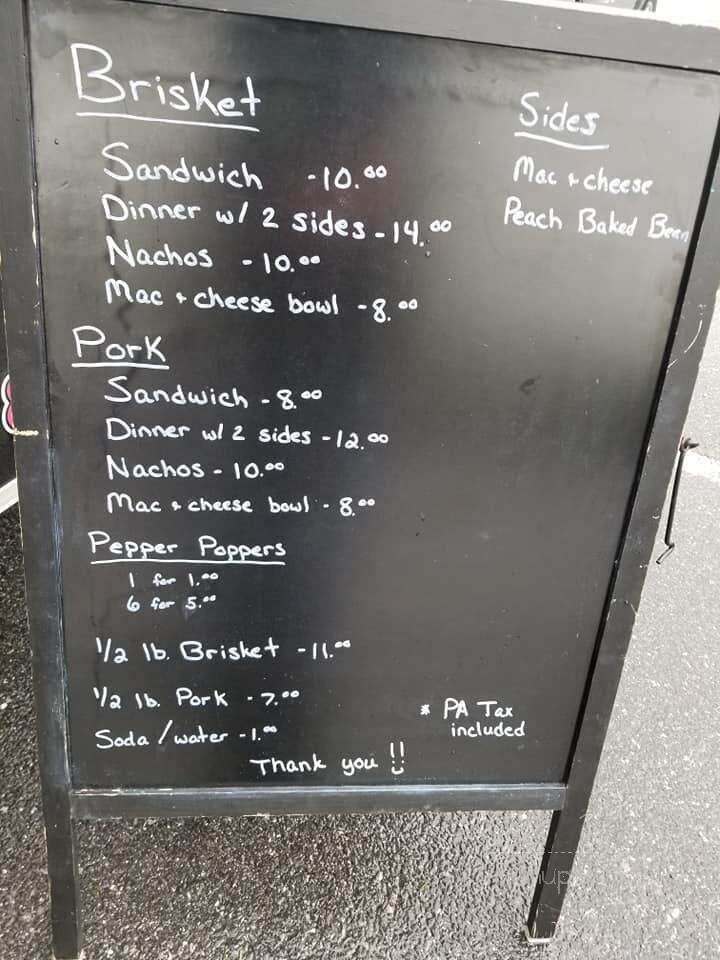 Brisket
Sandwich -10.00
Dinner w/ 2 sides -14.00
Nachos -10.00
Mac + cheese bowl -8.00
Pork
Sandwich -8.00
Dinner w/ 2 sides -12.00
Nachos - 10.00
Mac + cheese bowl - 8.00
Pepper Poppers
1 for 1.00
6 for 5.00
1/2 lb. Brisket -11.00
1/2 lb. Pork -7.00
Soda / water -1.00
Sides
Mac + cheese
Peach Baked Bean
* PA Tax
included
Thank you !!